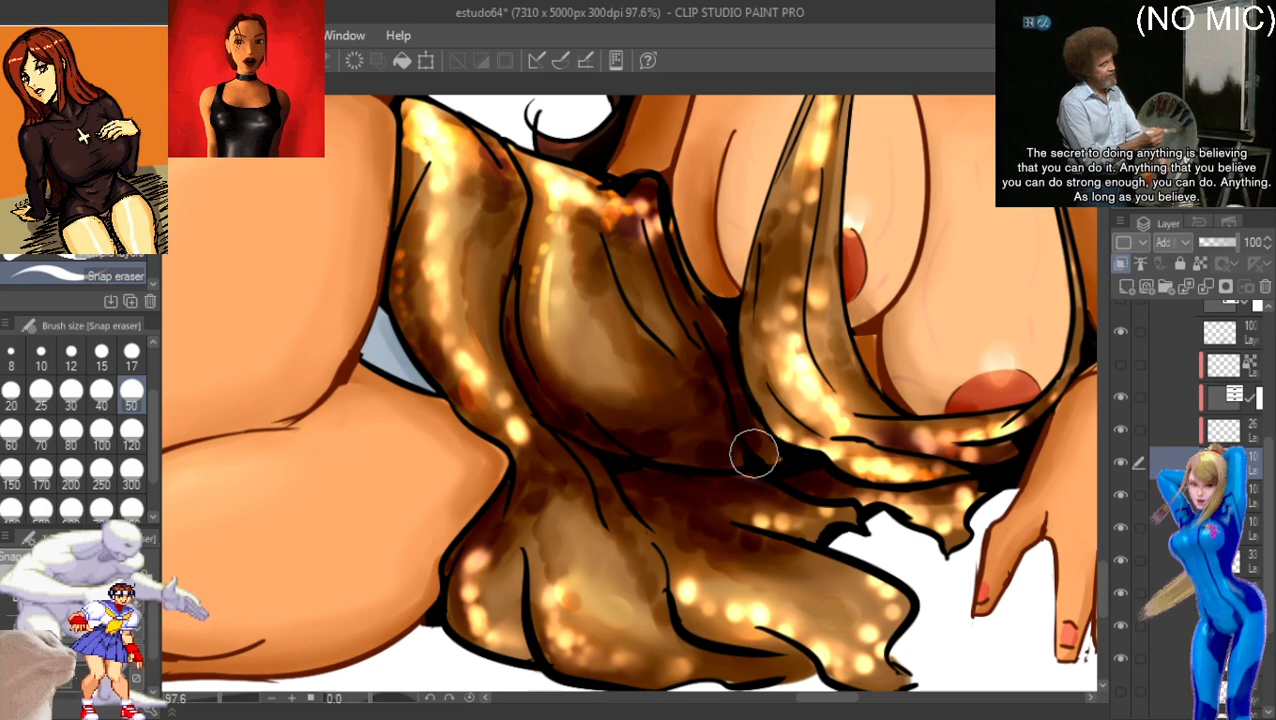 estudo64* (7310 x 5000px 300dpi 97.6%) - CLIP STUDIO PAINT PRO
(NO MIC)
Window Help
The secret to doing anything is believing
that you can do it. Anything that you believe
you can do strong enough, you can do. Anything.
As long as you believe.
Layer
100
Snap eraser
Brush size [Snap eraser]
8 10 12 15 17
20 25 30 40 50
60 70 80 100 120
150 170 200 250 300
97.6 0.0